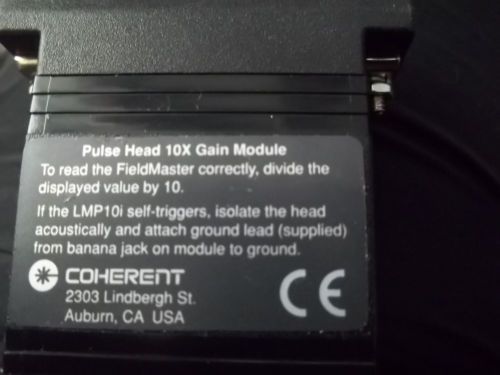 Pulse Head 10X Gain Module
To read the FieldMaster correctly, divide the
displayed value by 10.
If the LMP10i self-triggers, isolate the head
acoustically and attach ground lead (supplied)
from banana jack on module to ground.
COHERENT
2303 Lindbergh St.
Auburn, CA USA
CE